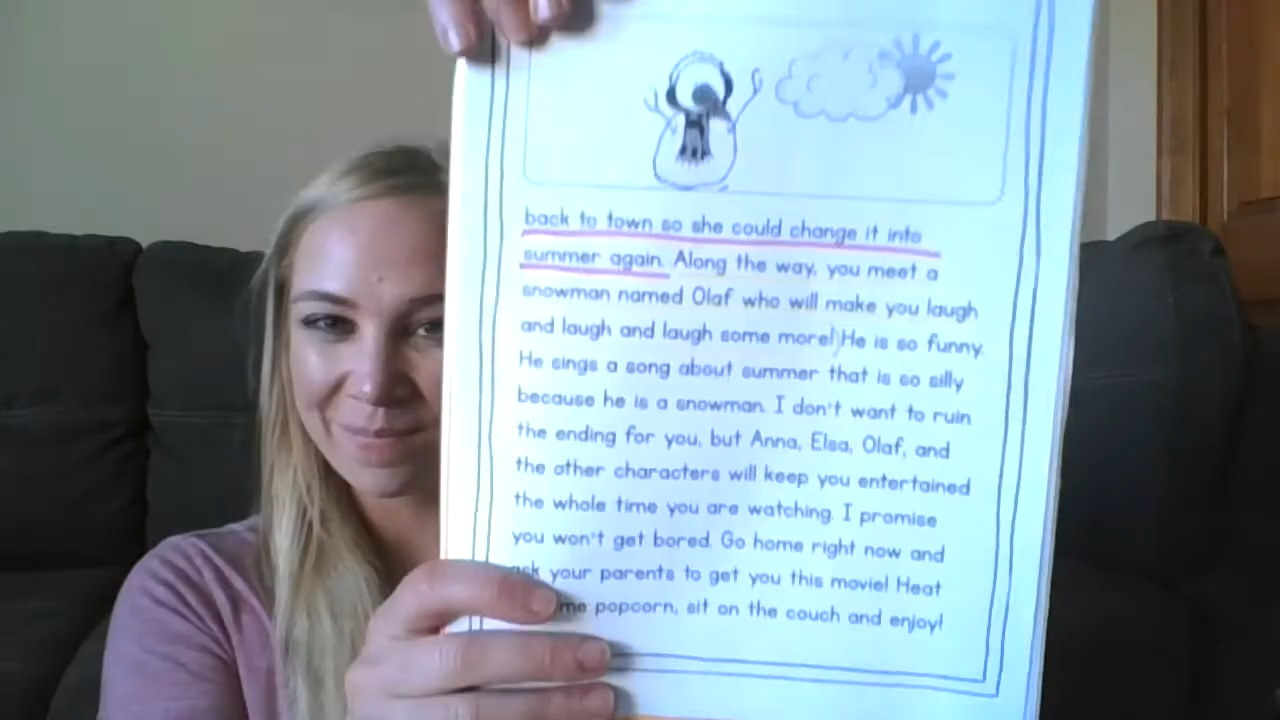 back to town so she could change it into
summer again. Along the way, you meet a
snowman named Olaf who will make you laugh
and laugh and laugh some more! He is so funny.
He sings a song about summer that is so silly
because he is a snowman. I don't want to ruin
the ending for you, but Anna, Elsa, Olaf, and
the other characters will keep you entertained
the whole time you are watching. I promise
you won't get bored. Go home right now and
ask your parents to get you this movie! Heat
me popcorn, sit on the couch and enjoy!